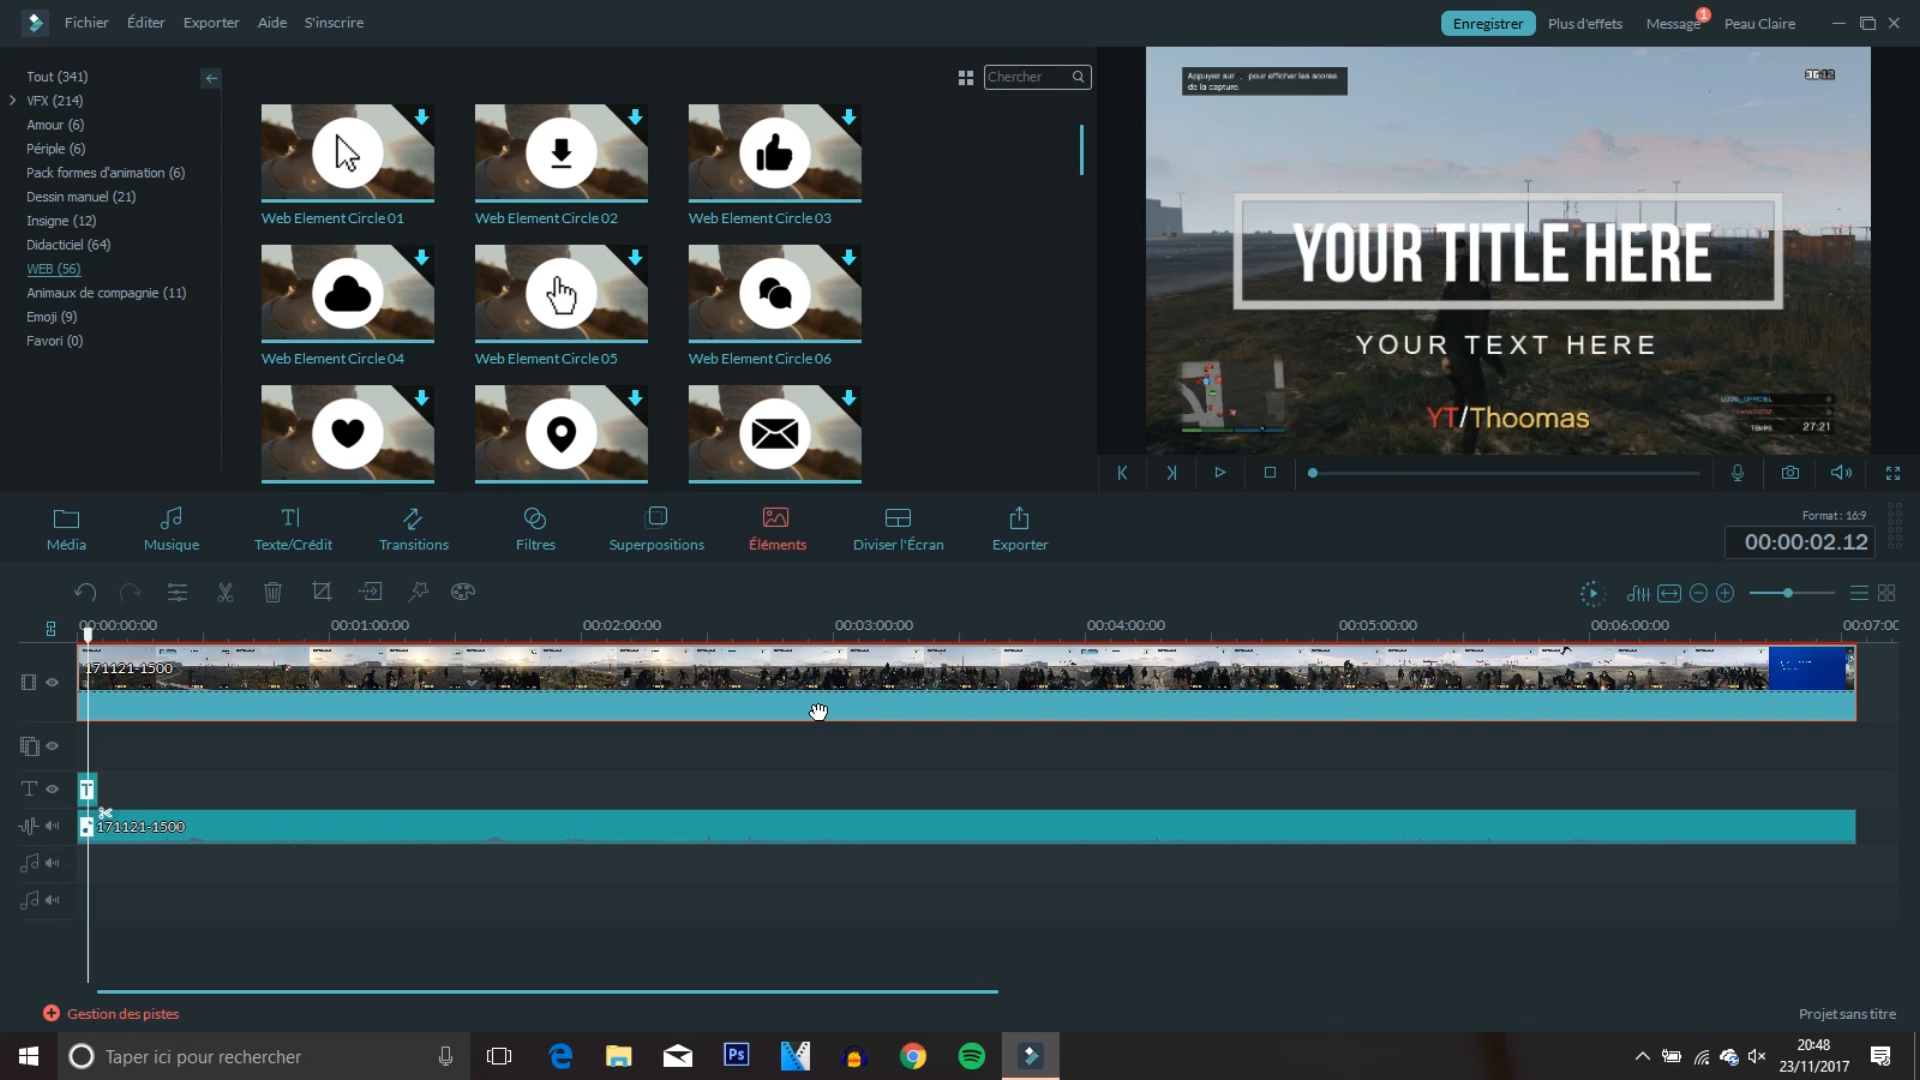 Fichier Éditer Exporter Aide S'inscrire
Enregistrer Plus d'effets Message 1 Peau Claire
Tout (341)
VFX (214)
Amour (6)
Périple (6)
Pack formes d'animation (6)
Dessin manuel (21)
Insigne (12)
Didacticiel (64)
WEB (56)
Animaux de compagnie (11)
Emoji (9)
Favori (0)
Chercher
Web Element Circle 01
Web Element Circle 02
Web Element Circle 03
Web Element Circle 04
Web Element Circle 05
Web Element Circle 06
Appuyez sur . pour afficher les scores
de la capture.
YOUR TITLE HERE
YOUR TEXT HERE
YT/Thoomas
TEMPS 27:21
Média
Musique
Texte/Crédit
Transitions
Filtres
Superpositions
Éléments
Diviser l'Écran
Exporter
Format : 16:9
00:00:02.12
00:00:00:00 00:01:00:00 00:02:00:00 00:03:00:00 00:04:00:00 00:05:00:00 00:06:00:00 00:07:00
171121-1500
T
T
171121-1500
Gestion des pistes
Projet sans titre
Taper ici pour rechercher
Ps
20:48
23/11/2017